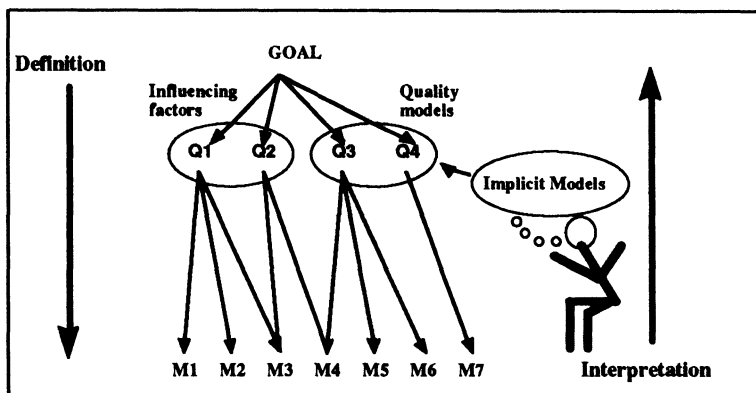 GOAL
Definition
Influencing
factors
Quality
models
Q1 Q2 Q3 Q4
Implicit Models
M1 M2 M3 M4 M5 M6 M7
Interpretation